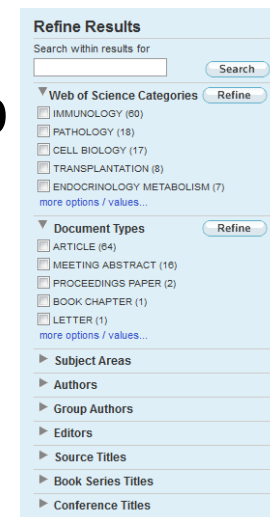 Refine Results
Search within results for
Search
Web of Science Categories Refine
IMMUNOLOGY (60)
PATHOLOGY (18)
CELL BIOLOGY (17)
TRANSPLANTATION (8)
ENDOCRINOLOGY METABOLISM (7)
more options / values...
Document Types Refine
ARTICLE (64)
MEETING ABSTRACT (16)
PROCEEDINGS PAPER (2)
BOOK CHAPTER (1)
LETTER (1)
more options / values...
Subject Areas
Authors
Group Authors
Editors
Source Titles
Book Series Titles
Conference Titles